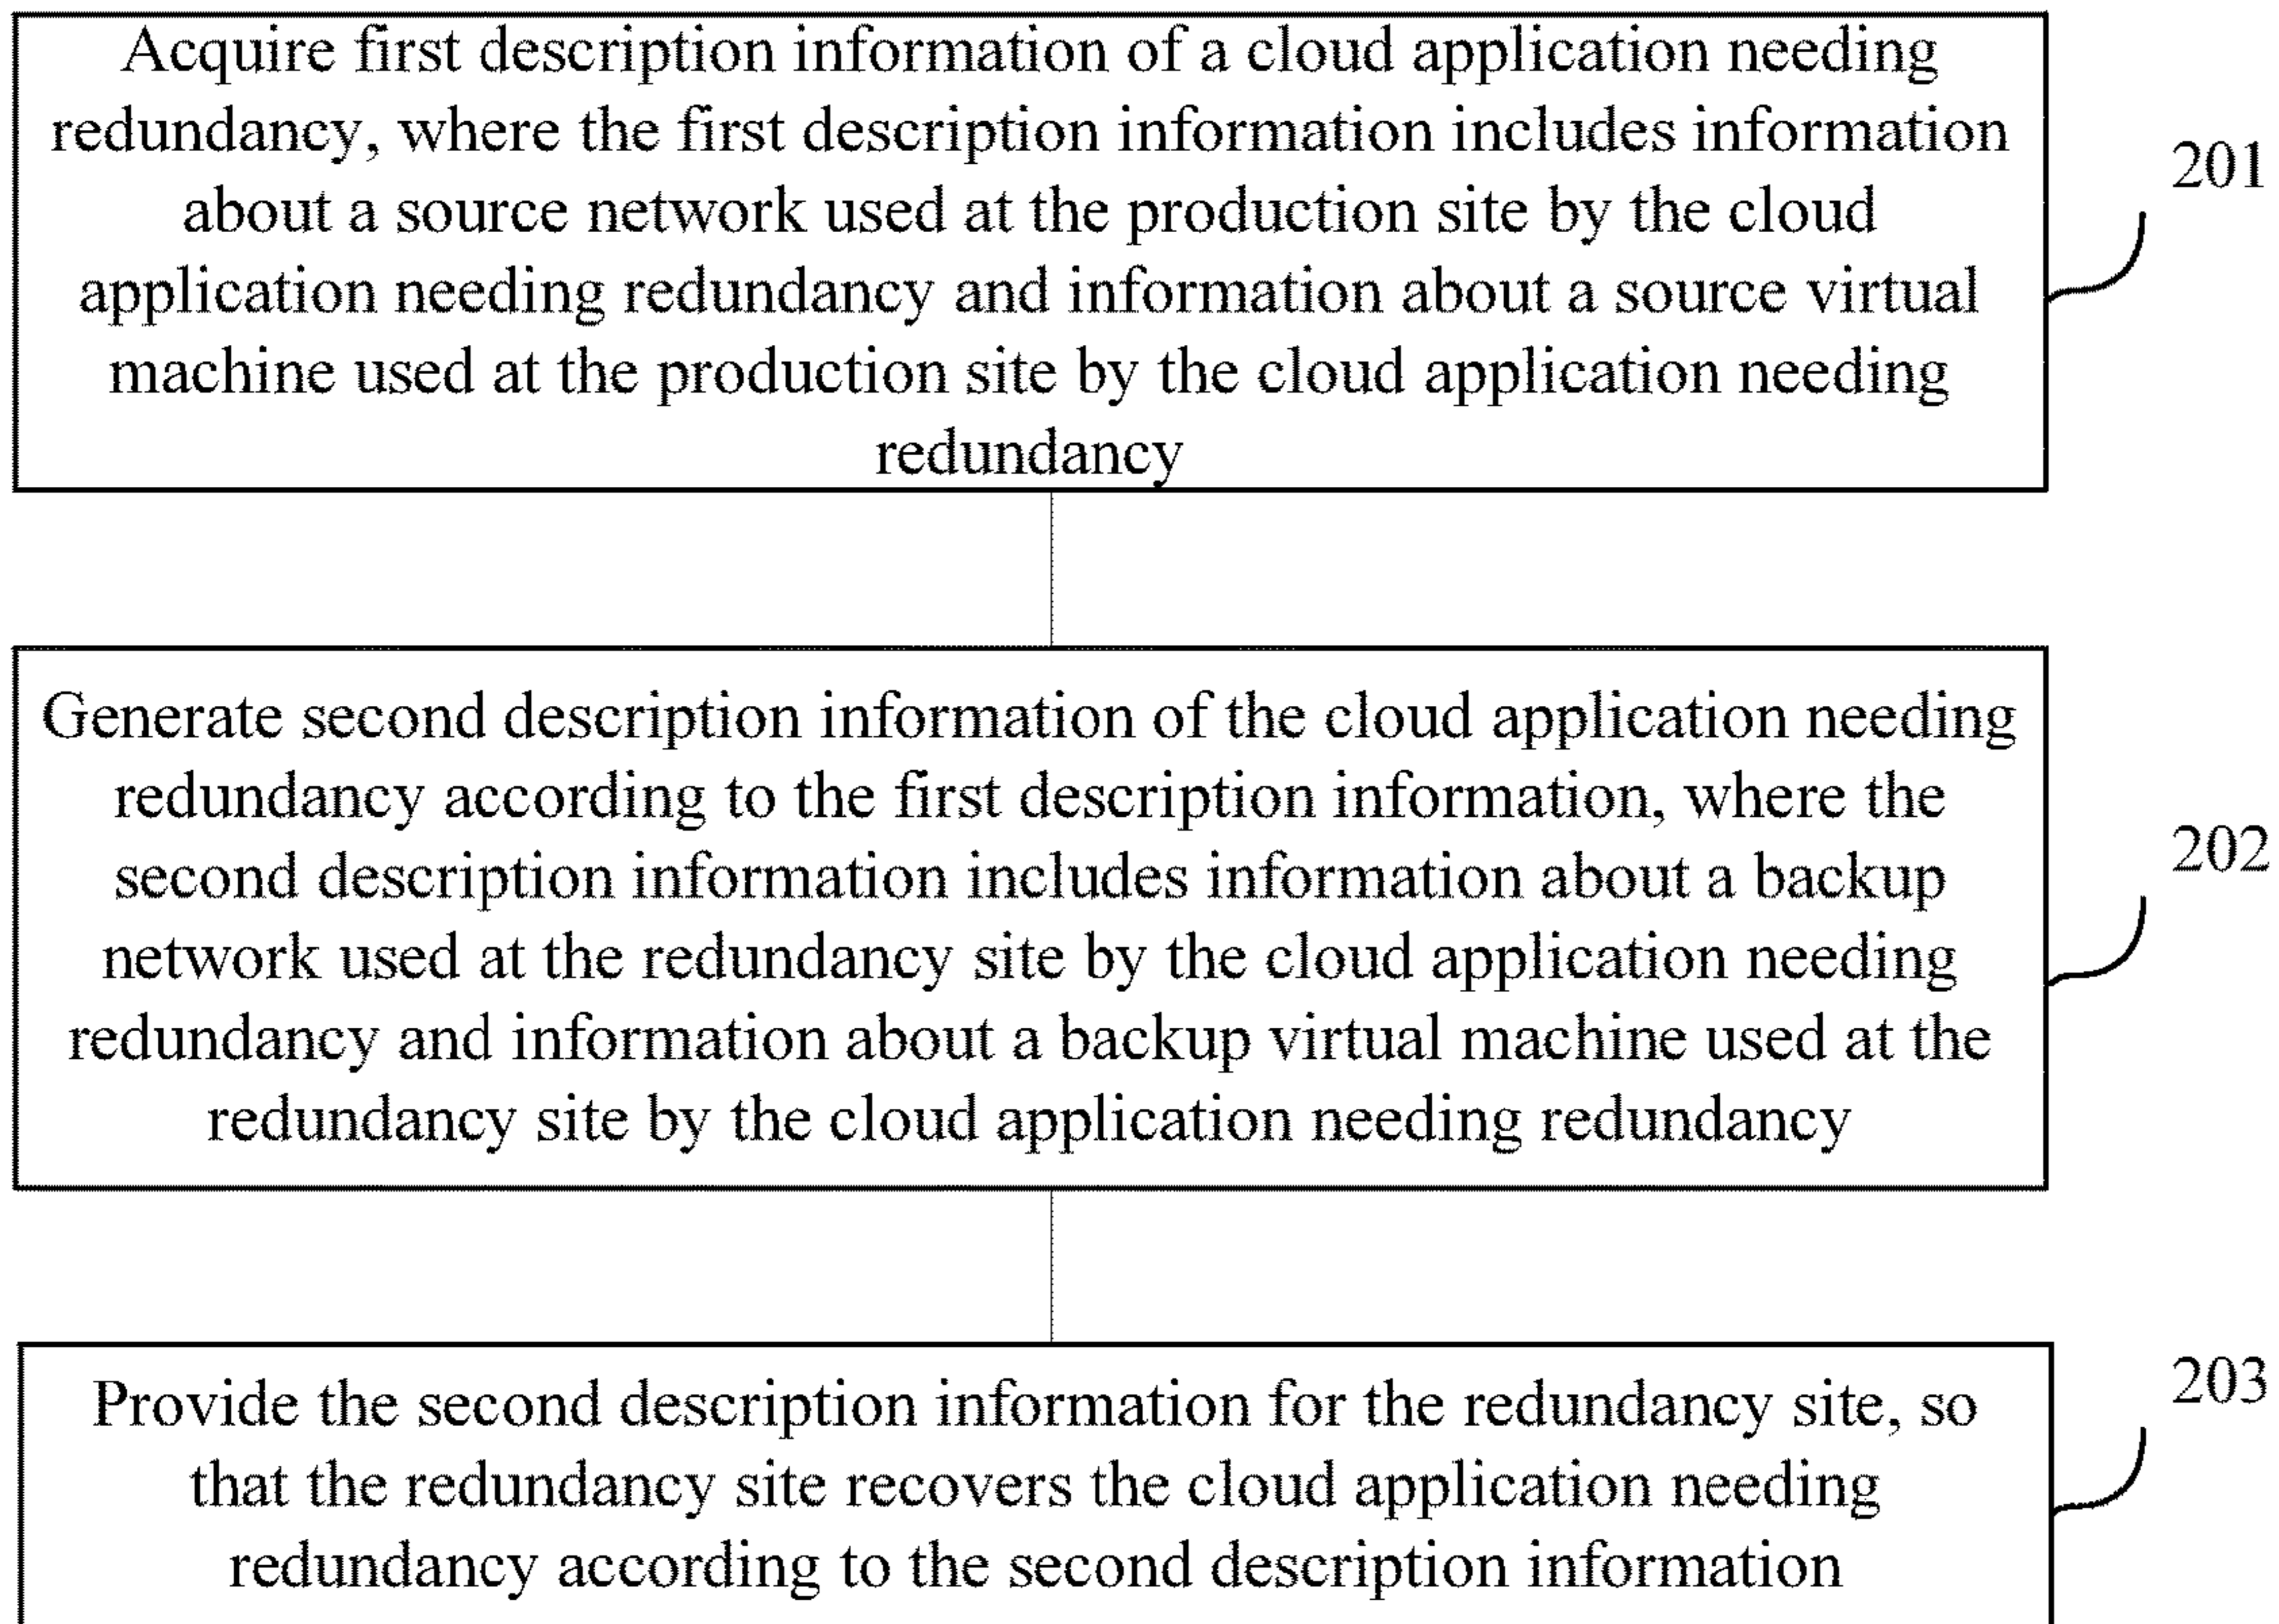 Acquire first description information of a cloud application needing
redundancy, where the first description information includes information
about a source network used at the production site by the cloud
application needing redundancy and information about a source virtual
machine used at the production site by the cloud application needing
redundancy
201
Generate second description information of the cloud application needing
redundancy according to the first description information, where the
second description information includes information about a backup
network used at the redundancy site by the cloud application needing
redundancy and information about a backup virtual machine used at the
redundancy site by the cloud application needing redundancy
202
Provide the second description information for the redundancy site, so
that the redundancy site recovers the cloud application needing
redundancy according to the second description information
203